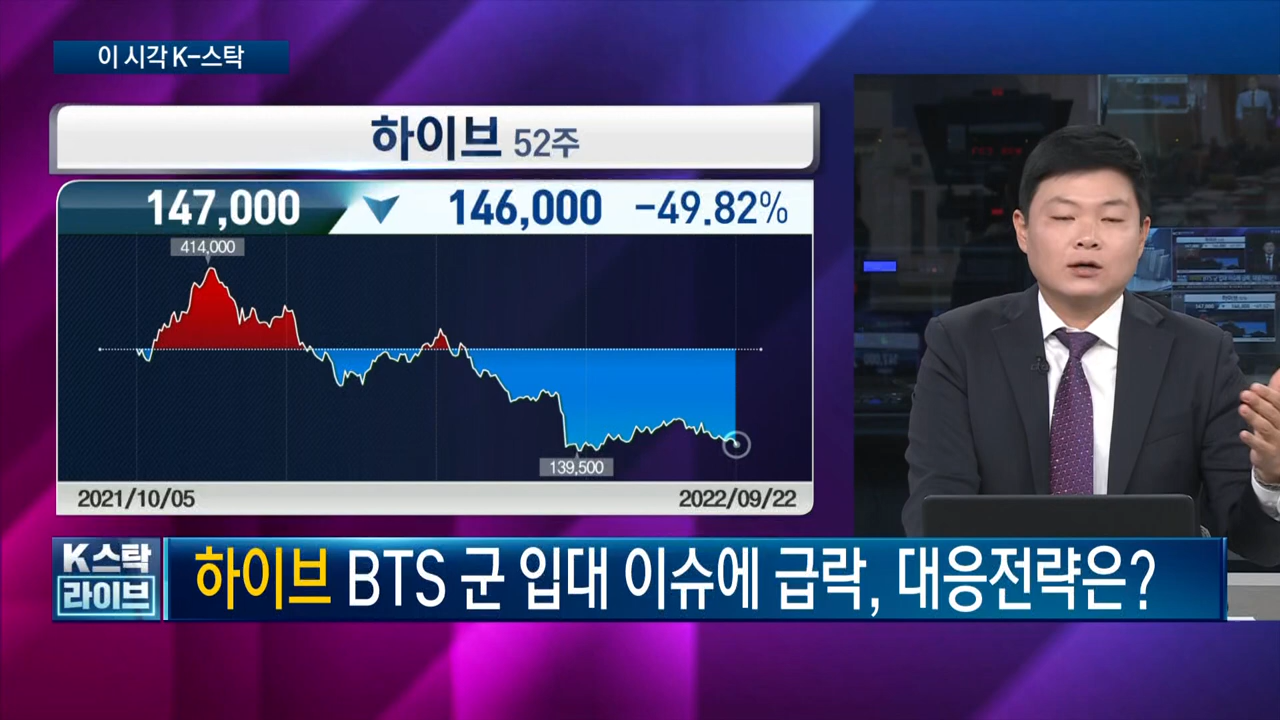 이 시각 K-스탁
하이브 52주
147,000 ▼ 146,000 -49.82%
414,000
139,500
2021/10/05 2022/09/22
K스탁
라이브
하이브 BTS 군 입대 이슈에 급락, 대응전략은?